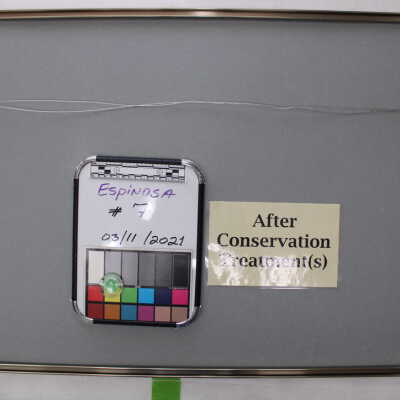 Espinosa
# 7
03/11/2021
After
Conservation
Treatment(s)